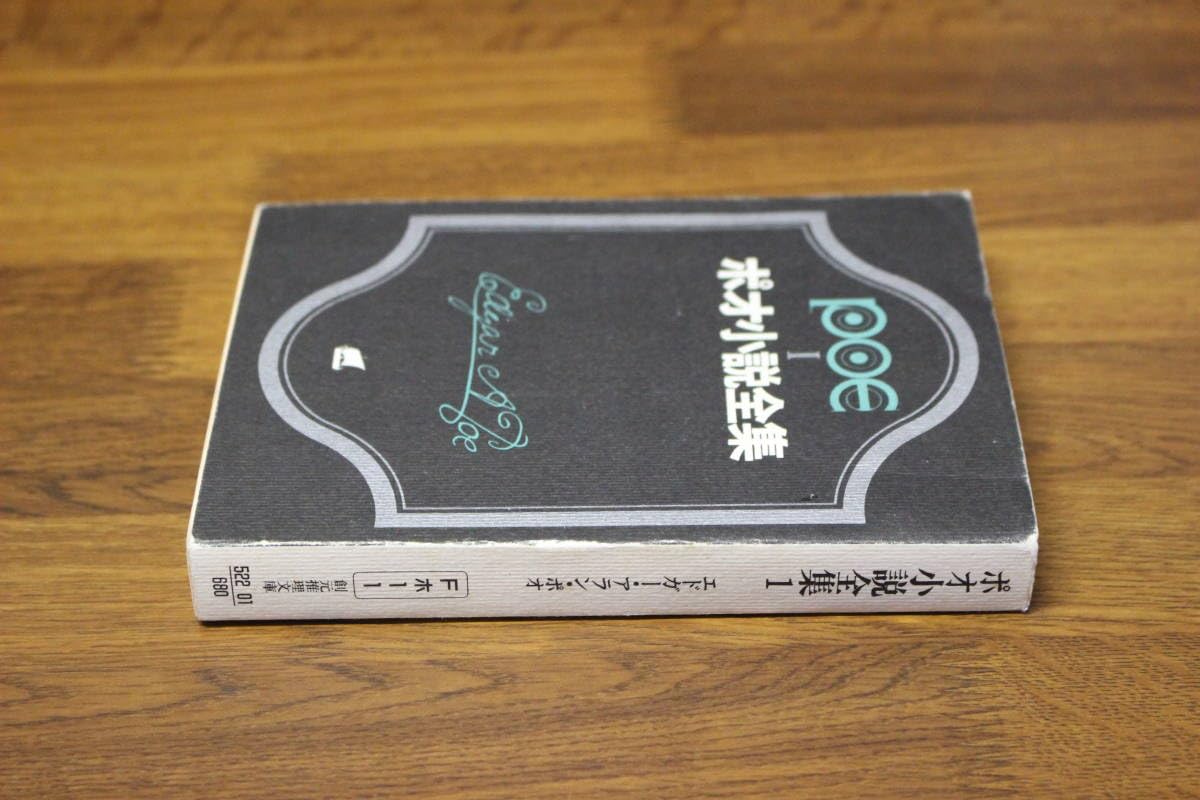 poe
I
ポオ小説全集
Edgar A Poe
ポオ小説全集 1
エドガー・アラン・ポオ
Fホ11
創元推理文庫
522 01
680